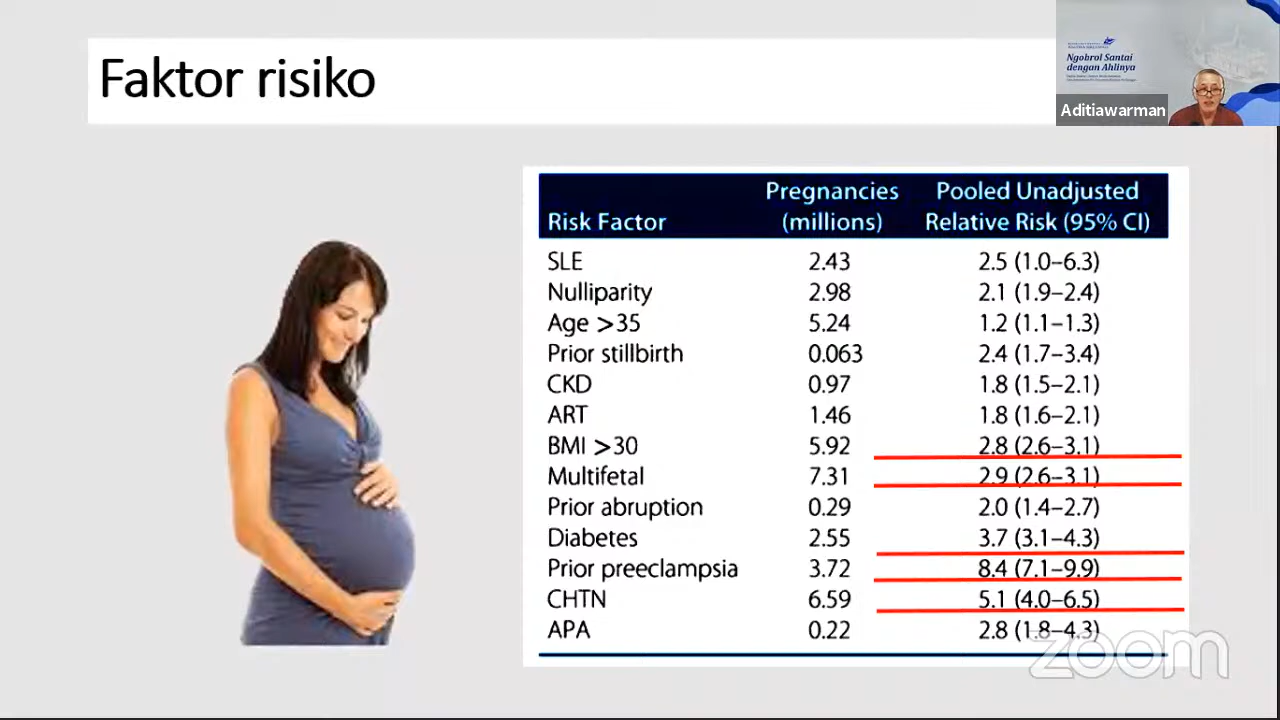 Faktor risiko
Ngobrol Santai
dengan Ahlinya
Aditiawarman
Risk Factor Pregnancies (millions) Pooled Unadjusted Relative Risk (95% CI)
SLE 2.43 2.5 (1.0–6.3)
Nulliparity 2.98 2.1 (1.9–2.4)
Age >35 5.24 1.2 (1.1–1.3)
Prior stillbirth 0.063 2.4 (1.7–3.4)
CKD 0.97 1.8 (1.5–2.1)
ART 1.46 1.8 (1.6–2.1)
BMI >30 5.92 2.8 (2.6–3.1)
Multifetal 7.31 2.9 (2.6–3.1)
Prior abruption 0.29 2.0 (1.4–2.7)
Diabetes 2.55 3.7 (3.1–4.3)
Prior preeclampsia 3.72 8.4 (7.1–9.9)
CHTN 6.59 5.1 (4.0–6.5)
APA 0.22 2.8 (1.8–4.3)
zoom